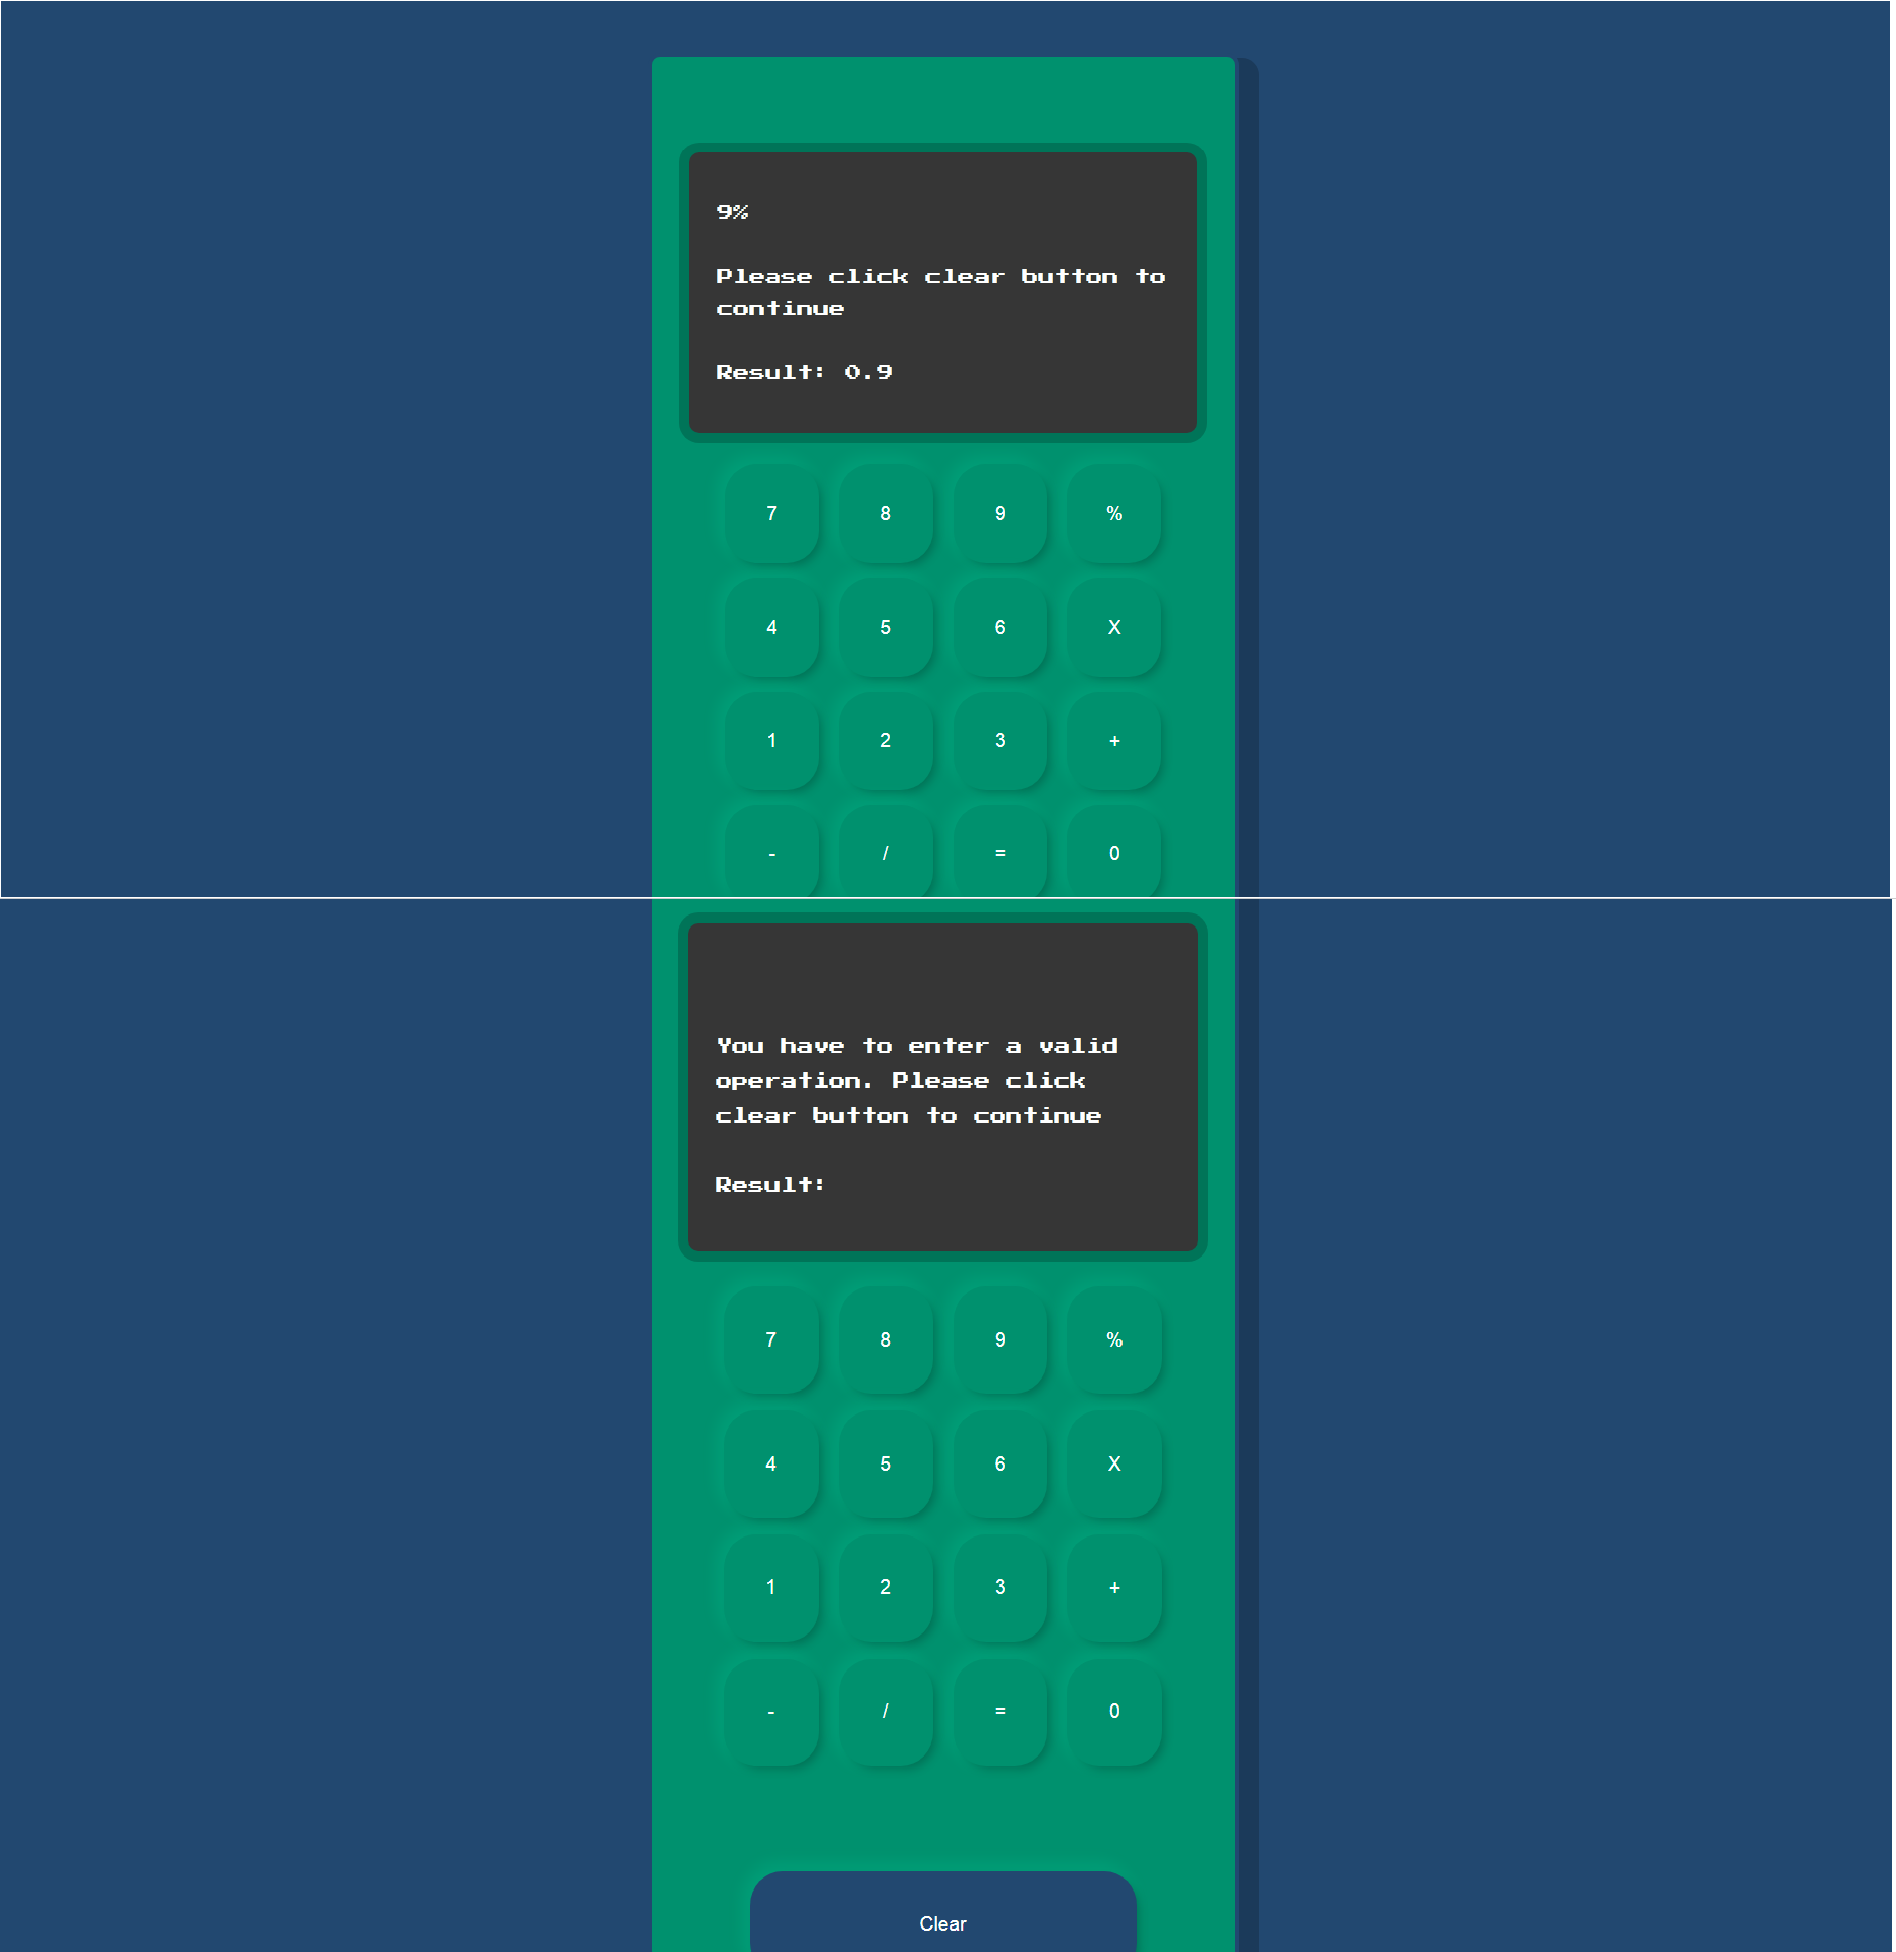 9%
Please click clear button to
continue
Result: 0.9
7 8 9 %
4 5 6 X
1 2 3 +
- / = 0
You have to enter a valid
operation. Please click
clear button to continue
Result:
7 8 9 %
4 5 6 X
1 2 3 +
- / = 0
Clear